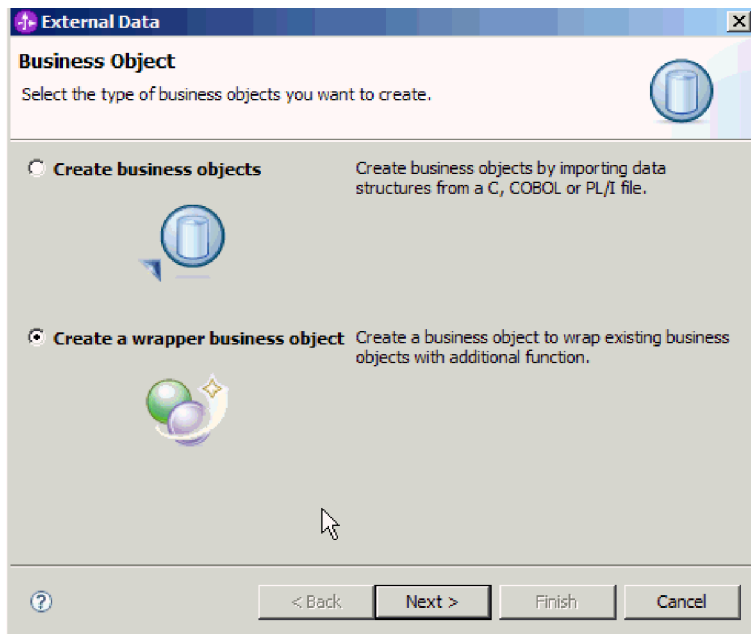 External Data
Business Object
Select the type of business objects you want to create.
Create business objects
Create business objects by importing data
structures from a C, COBOL or PL/I file.
Create a wrapper business object
Create a business object to wrap existing business
objects with additional function.
?
< Back
Next >
Finish
Cancel